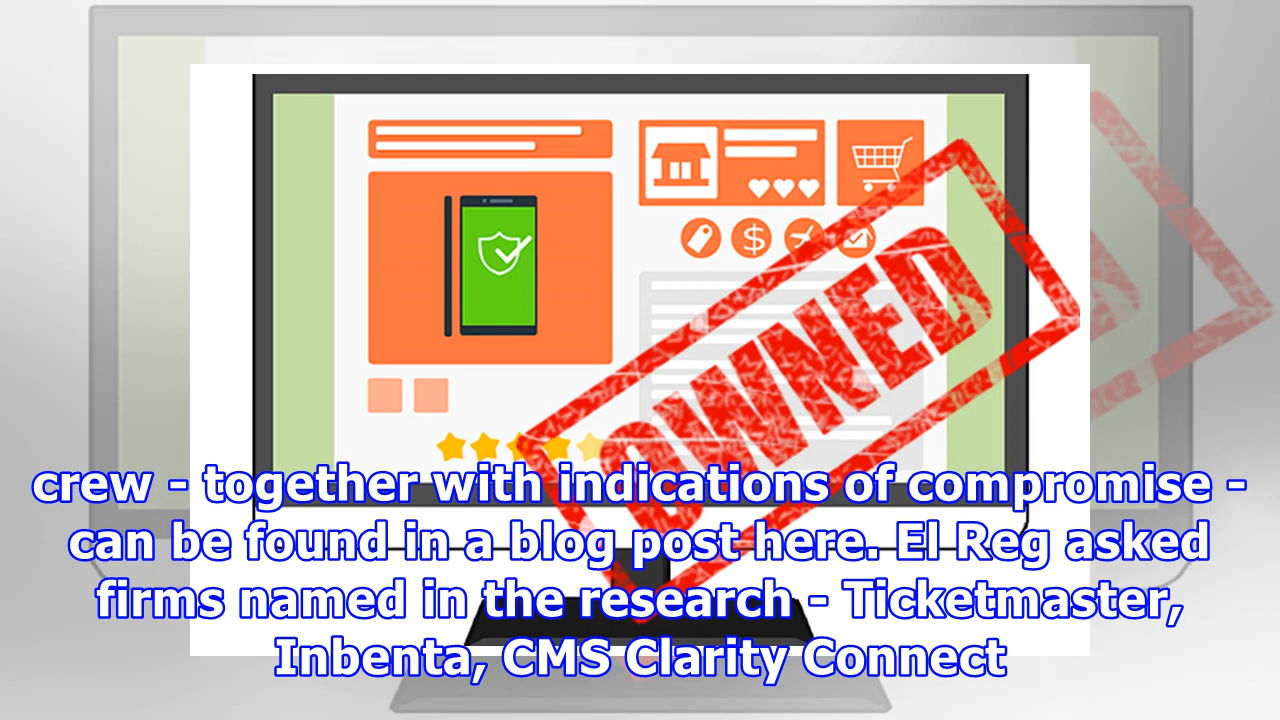 $
OWNED
crew - together with indications of compromise -
can be found in a blog post here. El Reg asked
firms named in the research - Ticketmaster,
Inbenta, CMS Clarity Connect